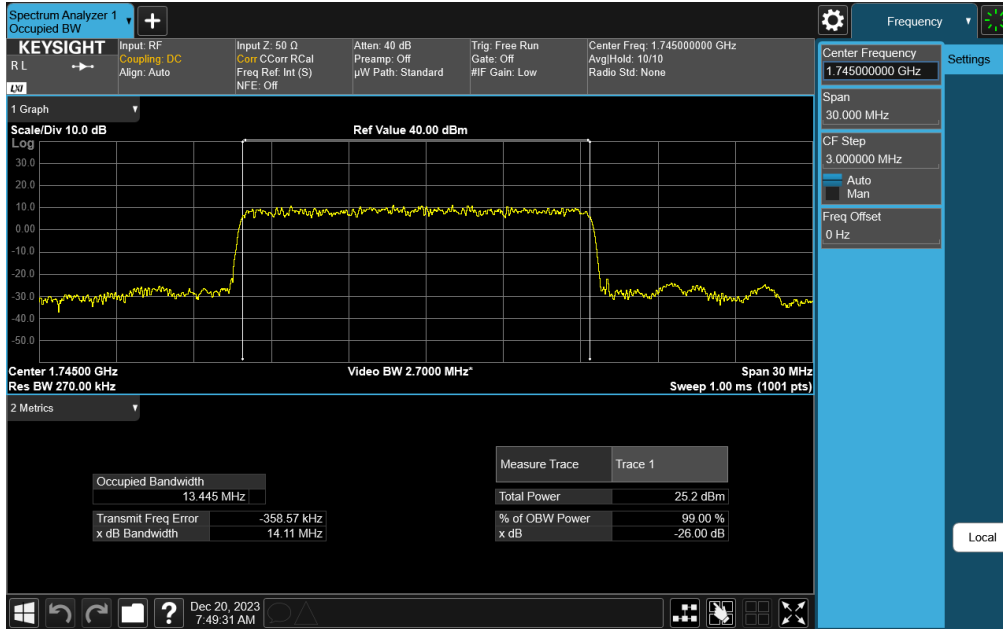 Spectrum Analyzer 1
Occupied BW
Frequency
KEYSIGHT
R L
LXI
Input: RF
Coupling: DC
Align: Auto
Input Z: 50 Ω
Corr CCorr RCal
Freq Ref: Int (S)
NFE: Off
Atten: 40 dB
Preamp: Off
µW Path: Standard
Trig: Free Run
Gate: Off
#IF Gain: Low
Center Freq: 1.745000000 GHz
Avg|Hold: 10/10
Radio Std: None
Center Frequency
1.745000000 GHz
Settings
Span
30.000 MHz
CF Step
3.000000 MHz
Auto
Man
Freq Offset
0 Hz
Local
1 Graph
Scale/Div 10.0 dB
Ref Value 40.00 dBm
Log
30.0
20.0
10.0
0.00
-10.0
-20.0
-30.0
-40.0
-50.0
Center 1.74500 GHz
Video BW 2.7000 MHz*
Span 30 MHz
Res BW 270.00 kHz
Sweep 1.00 ms (1001 pts)
2 Metrics
Measure Trace Trace 1
Occupied Bandwidth
13.445 MHz
Total Power 25.2 dBm
Transmit Freq Error -358.57 kHz
% of OBW Power 99.00 %
x dB Bandwidth 14.11 MHz
x dB -26.00 dB
?
Dec 20, 2023
7:49:31 AM